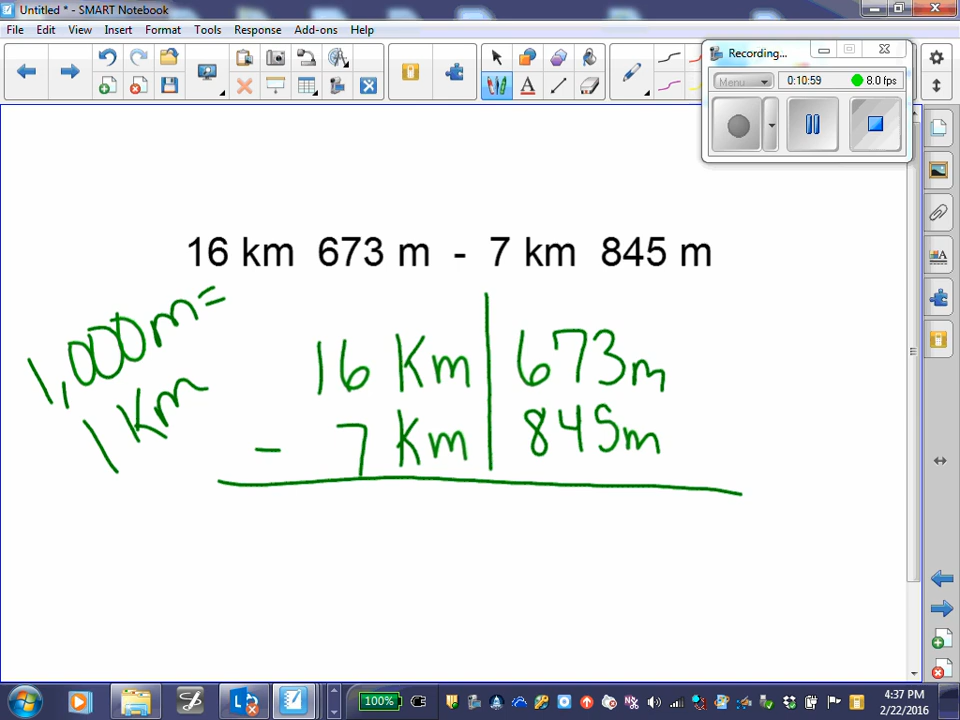 Untitled * - SMART Notebook
File Edit View Insert Format Tools Response Add-ons Help
Recording...
Menu 0:10:59 8.0 fps
16 km 673 m - 7 km 845 m
1,000m=
1 Km
16 Km 673m
- 7 Km 845m
100%
4:37 PM
2/22/2016